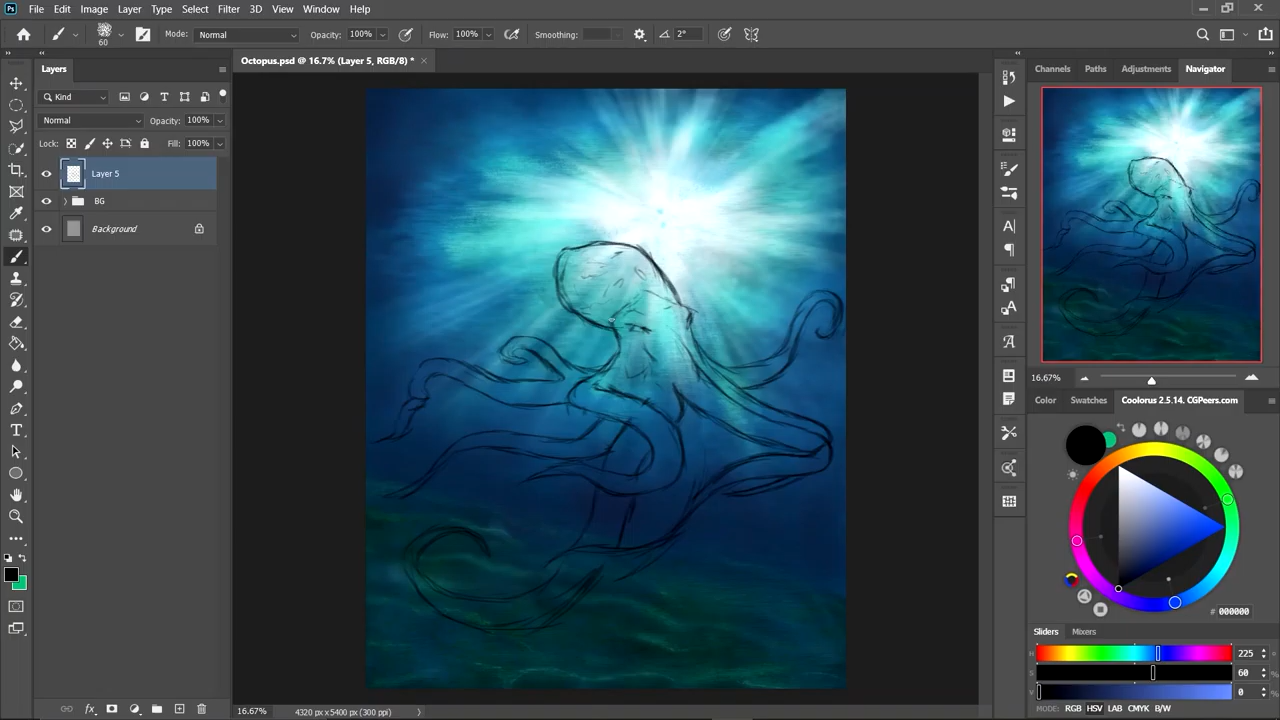 Ps File Edit Image Layer Type Select Filter 3D View Window Help
60 Mode: Normal Opacity: 100% Flow: 100% Smoothing: 2°
Layers
Octopus.psd @ 16.7% (Layer 5, RGB/8) * ×
Channels Paths Adjustments Navigator
Kind
Normal Opacity: 100%
Lock: Fill: 100%
Layer 5
BG
Background
16.67%
Color Swatches Coolorus 2.5.14. CGPeers.com
# 000000
Sliders Mixers
H 225
S 60 %
V 0 %
MODE: RGB HSV LAB CMYK B/W
16.67% 4320 px x 5400 px (300 ppi)